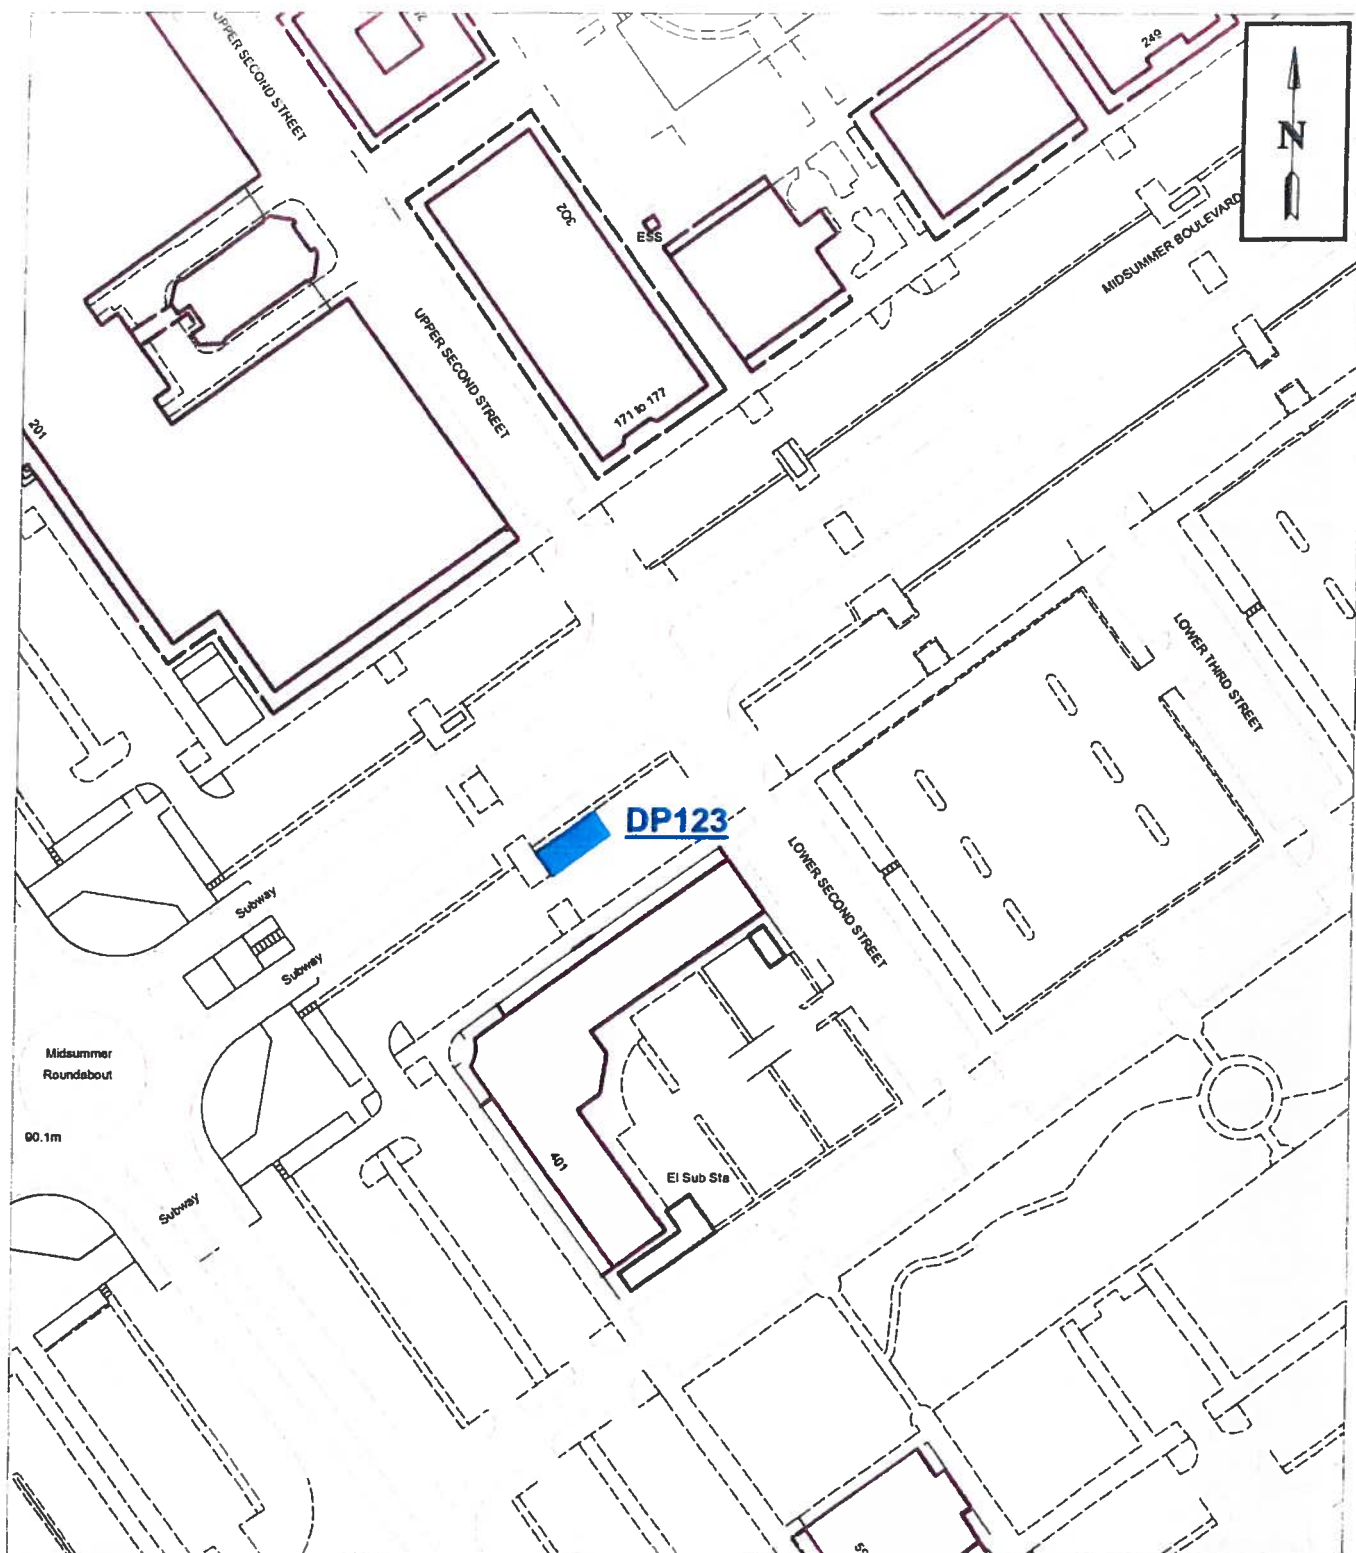 UPPER SECOND STREET
249
N
302
ESS
MIDSUMMER BOULEVARD
UPPER SECOND STREET
171 to 177
201
LOWER THIRD STREET
DP123
LOWER SECOND STREET
Subway
Subway
Midsummer
Roundabout
90.1m
401
El Sub Sta
Subway